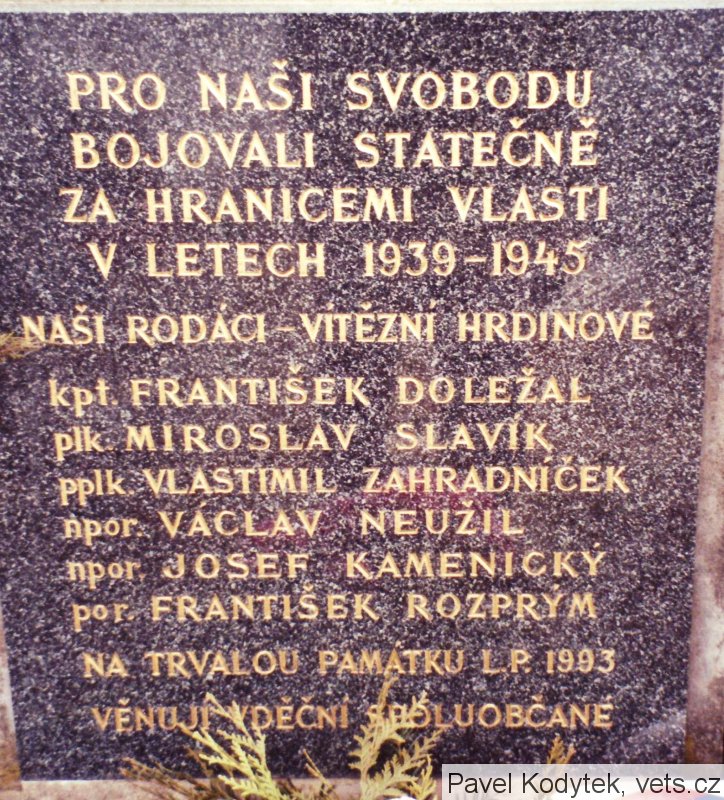 PRO NAŠI SVOBODU
BOJOVALI STATEČNĚ
ZA HRANICEMI VLASTI
V LETECH 1939-1945
NAŠI RODÁCI - VÍTĚZNÍ HRDINOVÉ
kpt. FRANTIŠEK DOLEŽAL
plk. MIROSLAV SLAVÍK
pplk. VLASTIMIL ZAHRADNÍČEK
npor. VÁCLAV NEUŽIL
npor. JOSEF KAMENICKÝ
por. FRANTIŠEK ROZPRÝM
NA TRVALOU PAMÁTKU L.P. 1993
VĚNUJÍ VDĚČNÍ SPOLUOBČANÉ
Pavel Kodytek, vets.cz